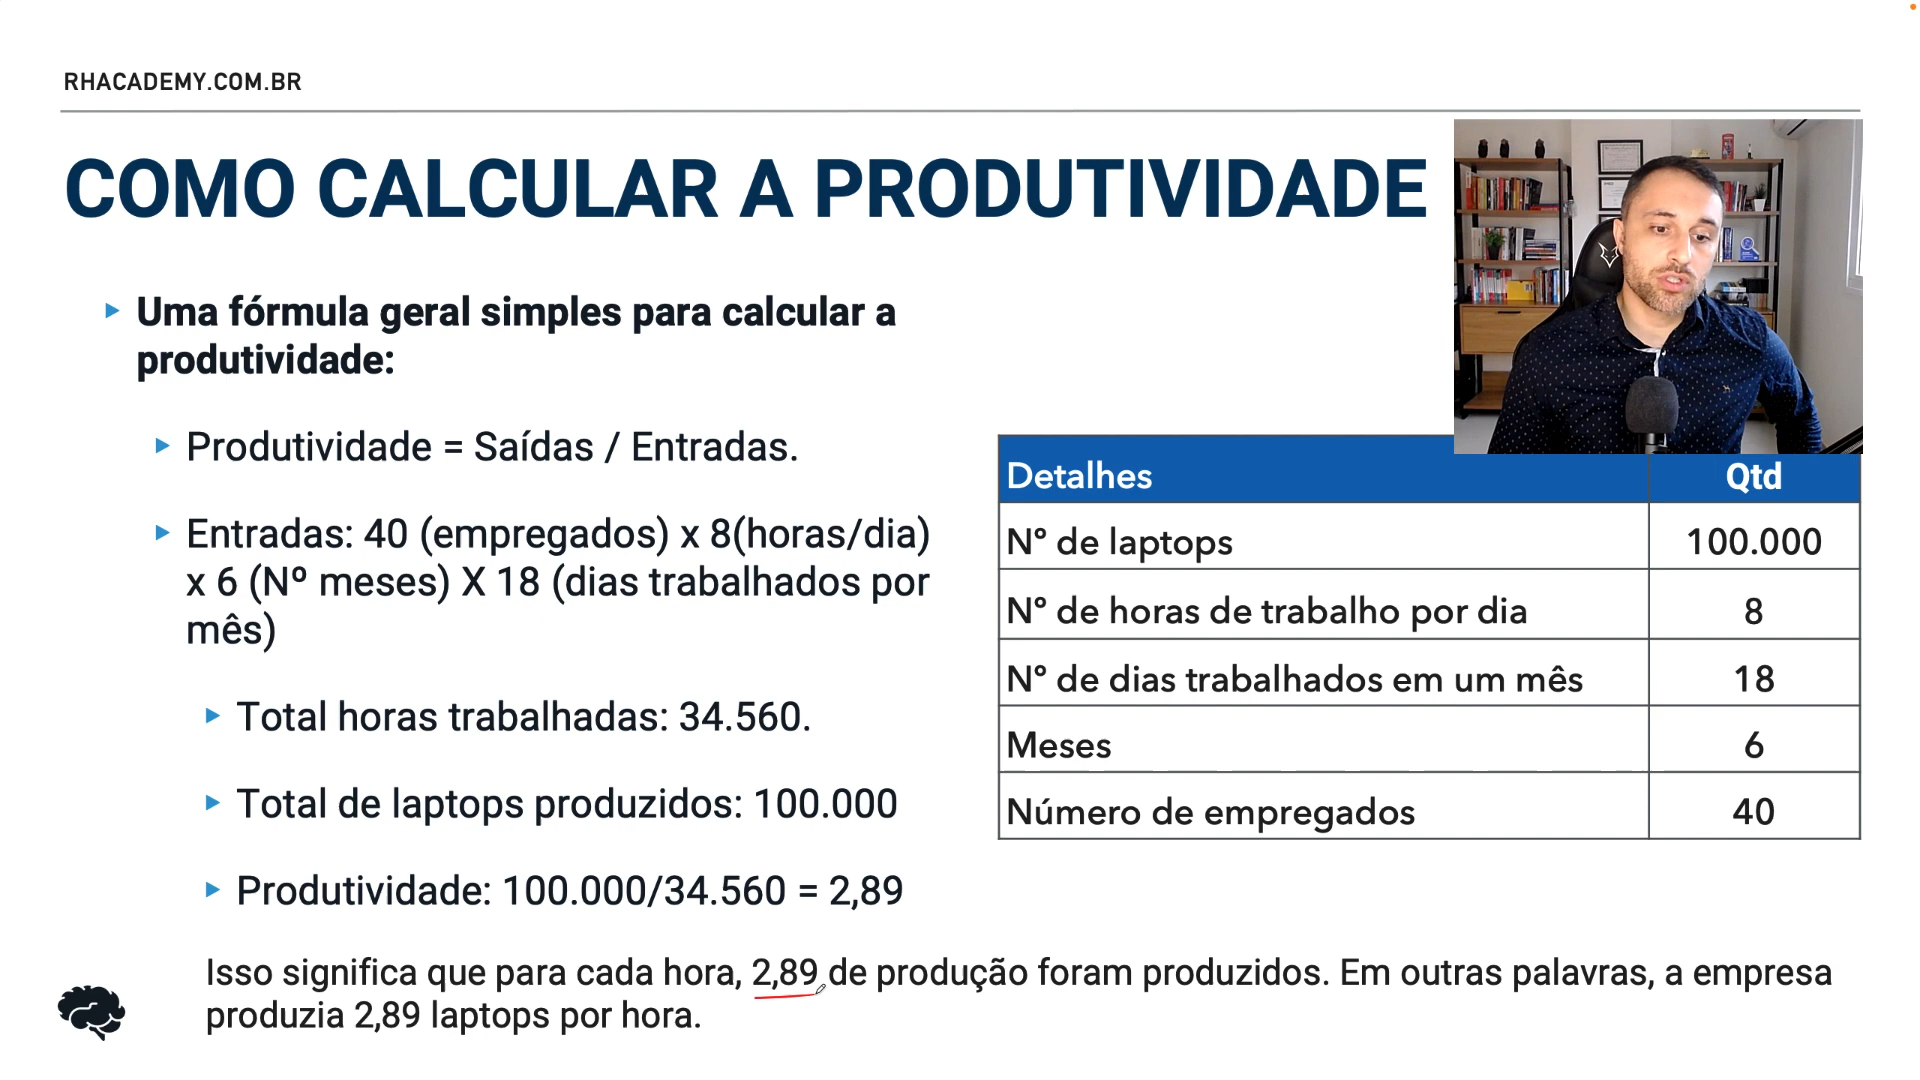 RHACADEMY.COM.BR
COMO CALCULAR A PRODUTIVIDADE
Uma fórmula geral simples para calcular a
produtividade:
Produtividade = Saídas / Entradas.
Entradas: 40 (empregados) x 8(horas/dia)
x 6 (Nº meses) X 18 (dias trabalhados por
mês)
Total horas trabalhadas: 34.560.
Total de laptops produzidos: 100.000
Produtividade: 100.000/34.560 = 2,89
Detalhes Qtd
Nº de laptops 100.000
Nº de horas de trabalho por dia 8
Nº de dias trabalhados em um mês 18
Meses 6
Número de empregados 40
Isso significa que para cada hora, 2,89 de produção foram produzidos. Em outras palavras, a empresa
produzia 2,89 laptops por hora.